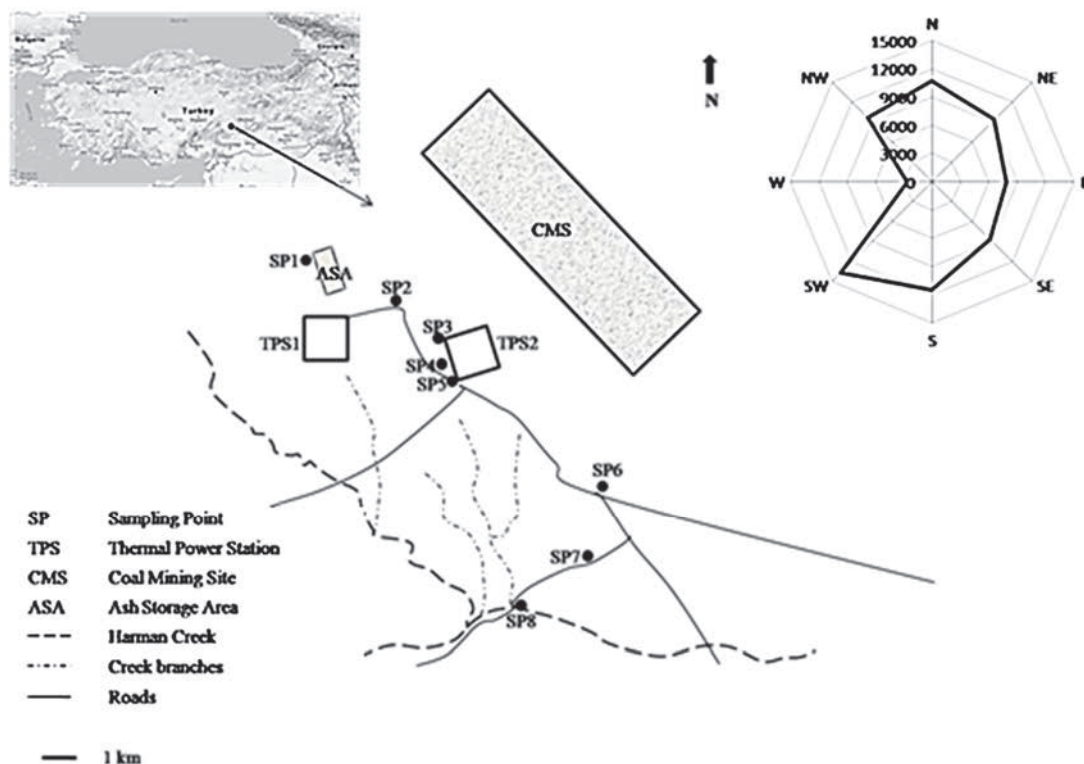 Bulgaria
Georgia
Turkey
N
CMS
SP1
ASA
SP2
TPS1
SP3
TPS2
SP4
SP5
SP6
SP7
SP8
N
15000
NW
12000
NE
9000
6000
3000
W
0
SW
SE
S
SP Sampling Point
TPS Thermal Power Station
CMS Coal Mining Site
ASA Ash Storage Area
Harman Creek
Creek branches
Roads
1 km